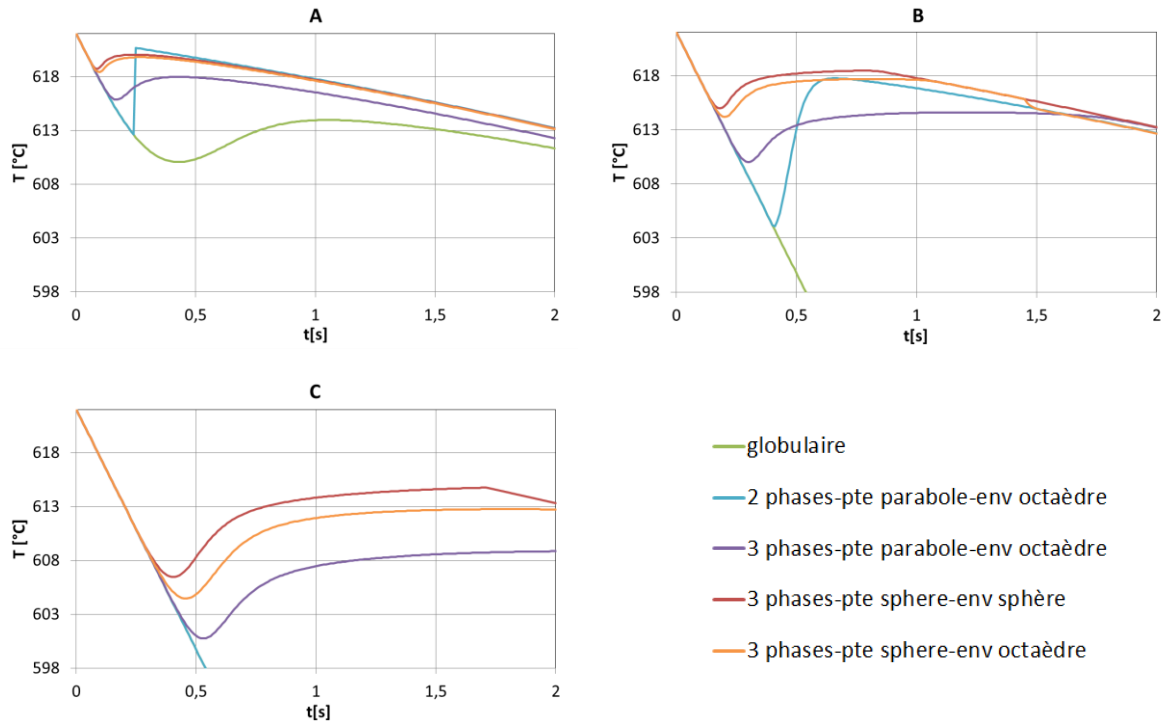 A
T [°C]
618
613
608
603
598
0
0,5
1
1,5
2
t[s]
B
T [°C]
618
613
608
603
598
0
0,5
1
1,5
2
t[s]
C
T [°C]
618
613
608
603
598
0
0,5
1
1,5
2
t[s]
globulaire
2 phases-pte parabole-env octaèdre
3 phases-pte parabole-env octaèdre
3 phases-pte sphere-env sphère
3 phases-pte sphere-env octaèdre